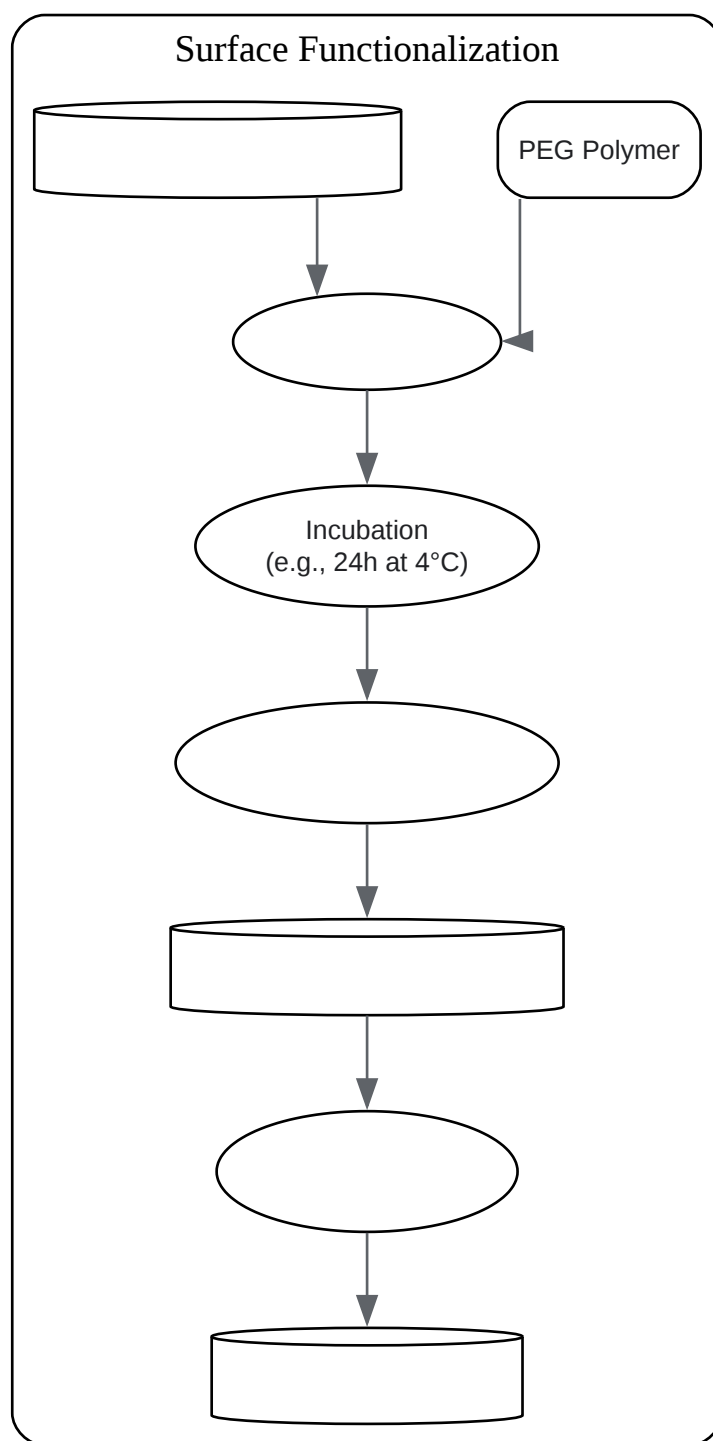 Surface Functionalization
PEG Polymer
Incubation
(e.g., 24h at 4°C)